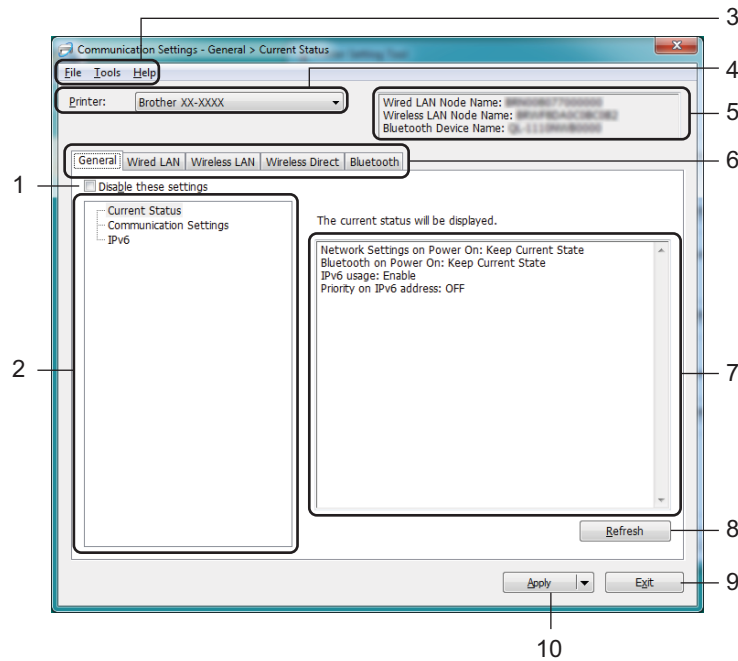 3
Communication Settings - General > Current Status
File Tools Help
4
Printer: Brother XX-XXXX
Wired LAN Node Name:
Wireless LAN Node Name:
Bluetooth Device Name:
5
General Wired LAN Wireless LAN Wireless Direct Bluetooth
6
1
Disable these settings
Current Status
Communication Settings
IPv6
2
The current status will be displayed.
Network Settings on Power On: Keep Current State
Bluetooth on Power On: Keep Current State
IPv6 usage: Enable
Priority on IPv6 address: OFF
7
Refresh
8
Apply
Exit
9
10